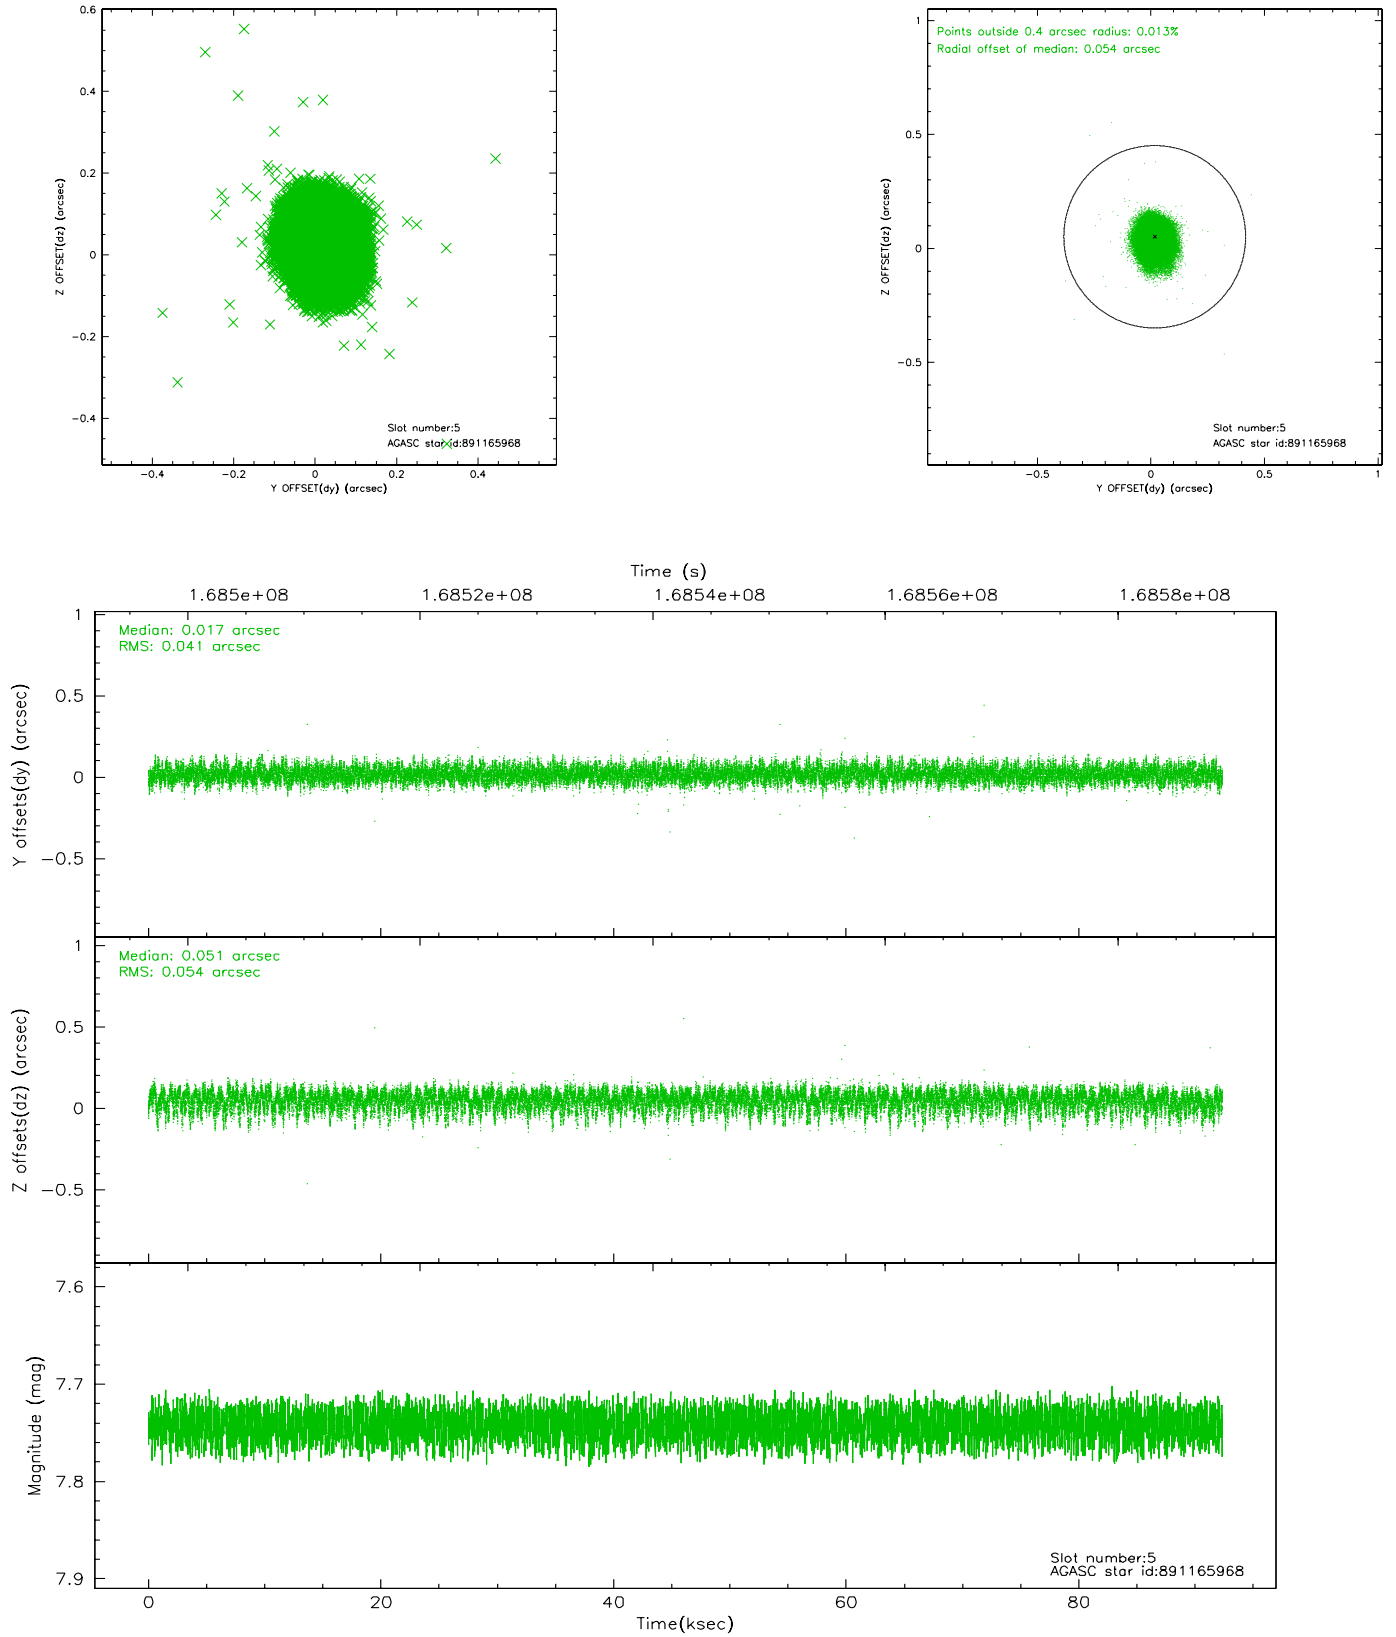 0.6
0.4
0.2
0
−0.2
−0.4
Z OFFSET(dz) (arcsec)
Slot number:5
AGASC star id:891165968
−0.4 −0.2 0 0.2 0.4
Y OFFSET(dy) (arcsec)
Points outside 0.4 arcsec radius: 0.013%
Radial offset of median: 0.054 arcsec
1
0.5
0
−0.5
Z OFFSET(dz) (arcsec)
Slot number:5
AGASC star id:891165968
−0.5 0 0.5 1
Y OFFSET(dy) (arcsec)
Time (s)
1.685e+08 1.6852e+08 1.6854e+08 1.6856e+08 1.6858e+08
Median: 0.017 arcsec
RMS: 0.041 arcsec
1
0.5
0
−0.5
Y offsets(dy) (arcsec)
Median: 0.051 arcsec
RMS: 0.054 arcsec
1
0.5
0
−0.5
Z offsets(dz) (arcsec)
7.6
7.7
7.8
7.9
Magnitude (mag)
Slot number:5
AGASC star id:891165968
0 20 40 60 80
Time(ksec)